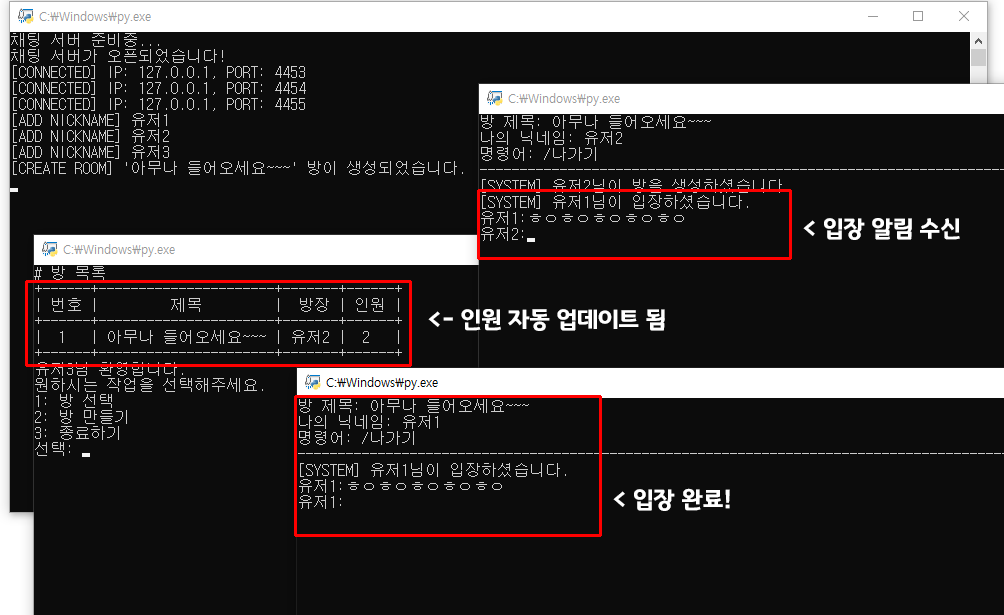 C:\Windows\py.exe
채팅 서버 준비중...
채팅 서버가 오픈되었습니다!
[CONNECTED] IP: 127.0.0.1, PORT: 4453
[CONNECTED] IP: 127.0.0.1, PORT: 4454
[CONNECTED] IP: 127.0.0.1, PORT: 4455
[ADD NICKNAME] 유저1
[ADD NICKNAME] 유저2
[ADD NICKNAME] 유저3
[CREATE ROOM] '아무나 들어오세요~~~' 방이 생성되었습니다.
C:\Windows\py.exe
방 제목: 아무나 들어오세요~~~
나의 닉네임: 유저2
명령어: /나가기
[SYSTEM] 유저2님이 방을 생성하셨습니다
[SYSTEM] 유저1님이 입장하셨습니다.
유저1:ㅎㅇㅎㅇㅎㅇㅎㅇㅎㅇ
유저2:
< 입장 알림 수신
C:\Windows\py.exe
# 방 목록
| 번호 | 제목 | 방장 | 인원 |
| 1 | 아무나 들어오세요~~~ | 유저2 | 2 |
<- 인원 자동 업데이트 됨
유저3님 환영합니다.
원하시는 작업을 선택해주세요.
1: 방 선택
2: 방 만들기
3: 종료하기
선택:
C:\Windows\py.exe
방 제목: 아무나 들어오세요~~~
나의 닉네임: 유저1
명령어: /나가기
[SYSTEM] 유저1님이 입장하셨습니다.
유저1:ㅎㅇㅎㅇㅎㅇㅎㅇㅎㅇ
유저1:
< 입장 완료!